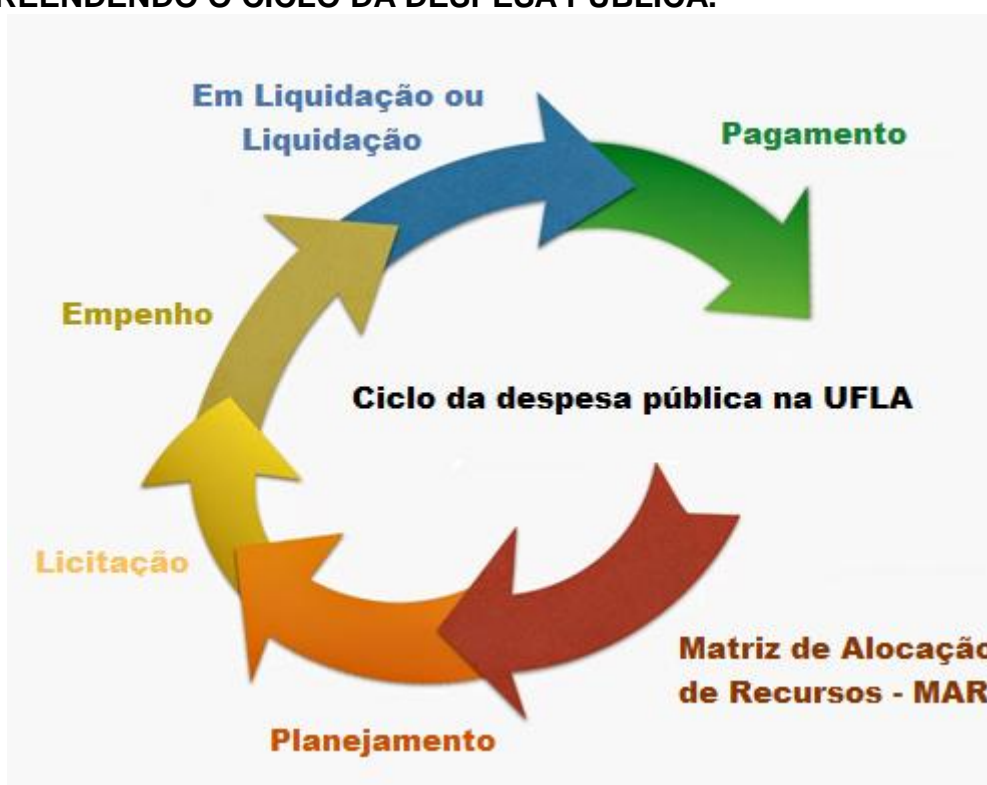 REENDENDO O CICLO DA DESPESA PÚBLICA.
Em Liquidação ou
Liquidação
Pagamento
Empenho
Ciclo da despesa pública na UFLA
Licitação
Matriz de Alocação
de Recursos - MAR
Planejamento